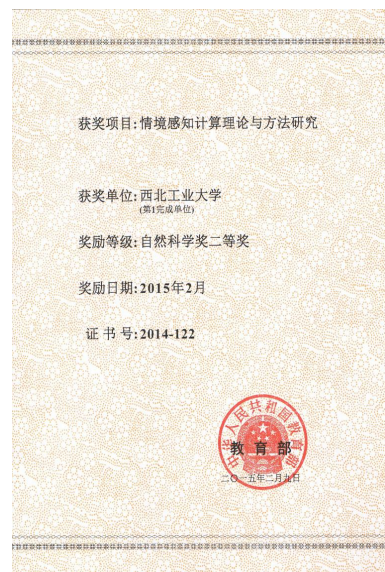 获奖项目:情境感知计算理论与方法研究
获奖单位:西北工业大学
(第1完成单位)
奖励等级:自然科学奖二等奖
奖励日期:2015年2月
证书号:2014-122
中华人民共和国教育部
教育部
二〇一五年二月九日